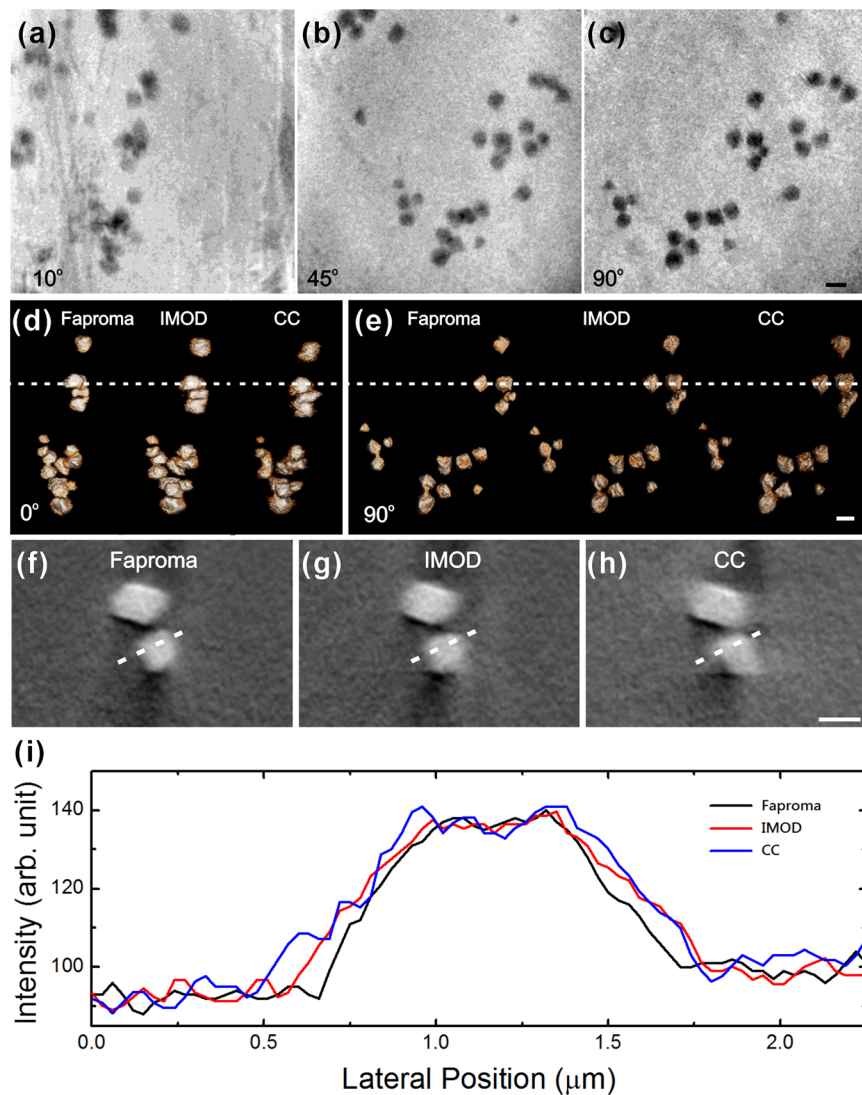 (a)
(b)
(c)
10°
45°
90°
(d)
Faproma IMOD CC
0°
(e)
Faproma IMOD CC
90°
(f)
Faproma
(g)
IMOD
(h)
CC
(i)
Intensity (arb. unit)
140
120
100
Faproma
IMOD
CC
0.0 0.5 1.0 1.5 2.0
Lateral Position (μm)